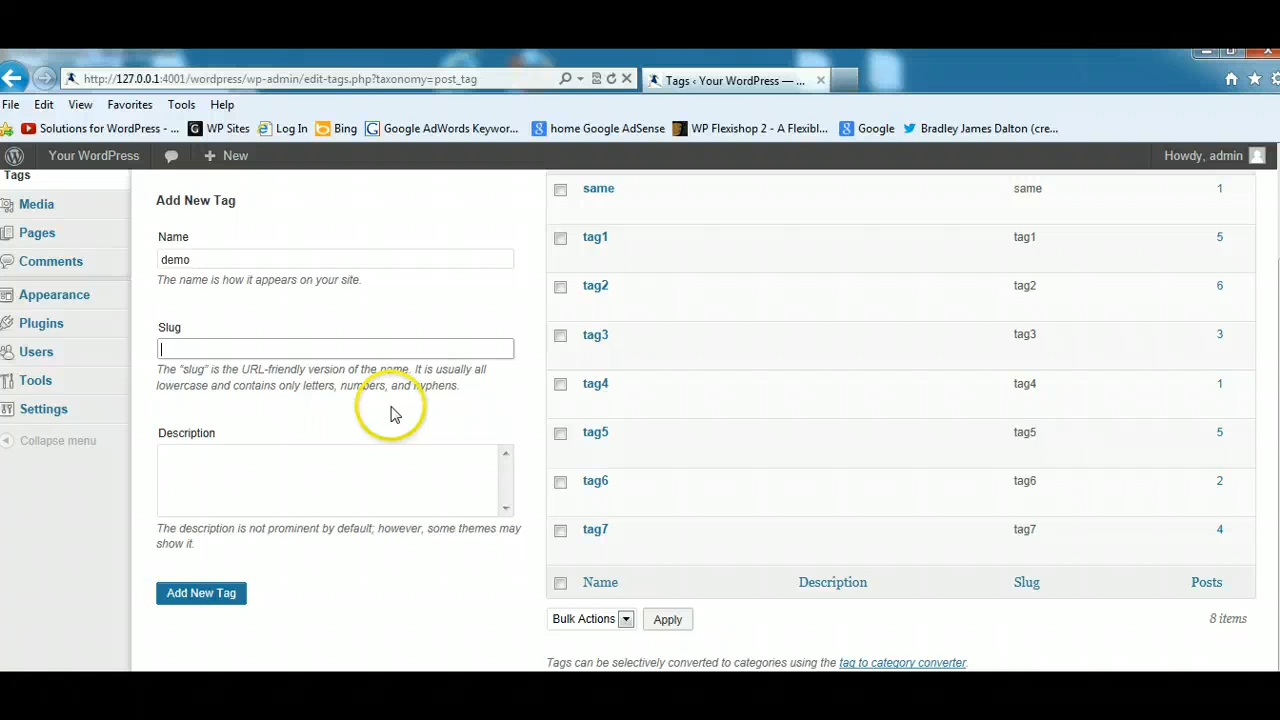 http://127.0.0.1:4001/wordpress/wp-admin/edit-tags.php?taxonomy=post_tag
Tags ‹ Your WordPress — ...
File Edit View Favorites Tools Help
Solutions for WordPress - ... WP Sites Log In Bing Google AdWords Keywor... home Google AdSense WP Flexishop 2 - A Flexibl... Google Bradley James Dalton (cre...
Your WordPress New Howdy, admin
Tags
Media
Pages
Comments
Appearance
Plugins
Users
Tools
Settings
Collapse menu
Add New Tag
Name
demo
The name is how it appears on your site.
Slug
The "slug" is the URL-friendly version of the name. It is usually all
lowercase and contains only letters, numbers, and hyphens.
Description
The description is not prominent by default; however, some themes may
show it.
Add New Tag
same same 1
tag1 tag1 5
tag2 tag2 6
tag3 tag3 3
tag4 tag4 1
tag5 tag5 5
tag6 tag6 2
tag7 tag7 4
Name Description Slug Posts
Bulk Actions Apply 8 items
Tags can be selectively converted to categories using the tag to category converter.